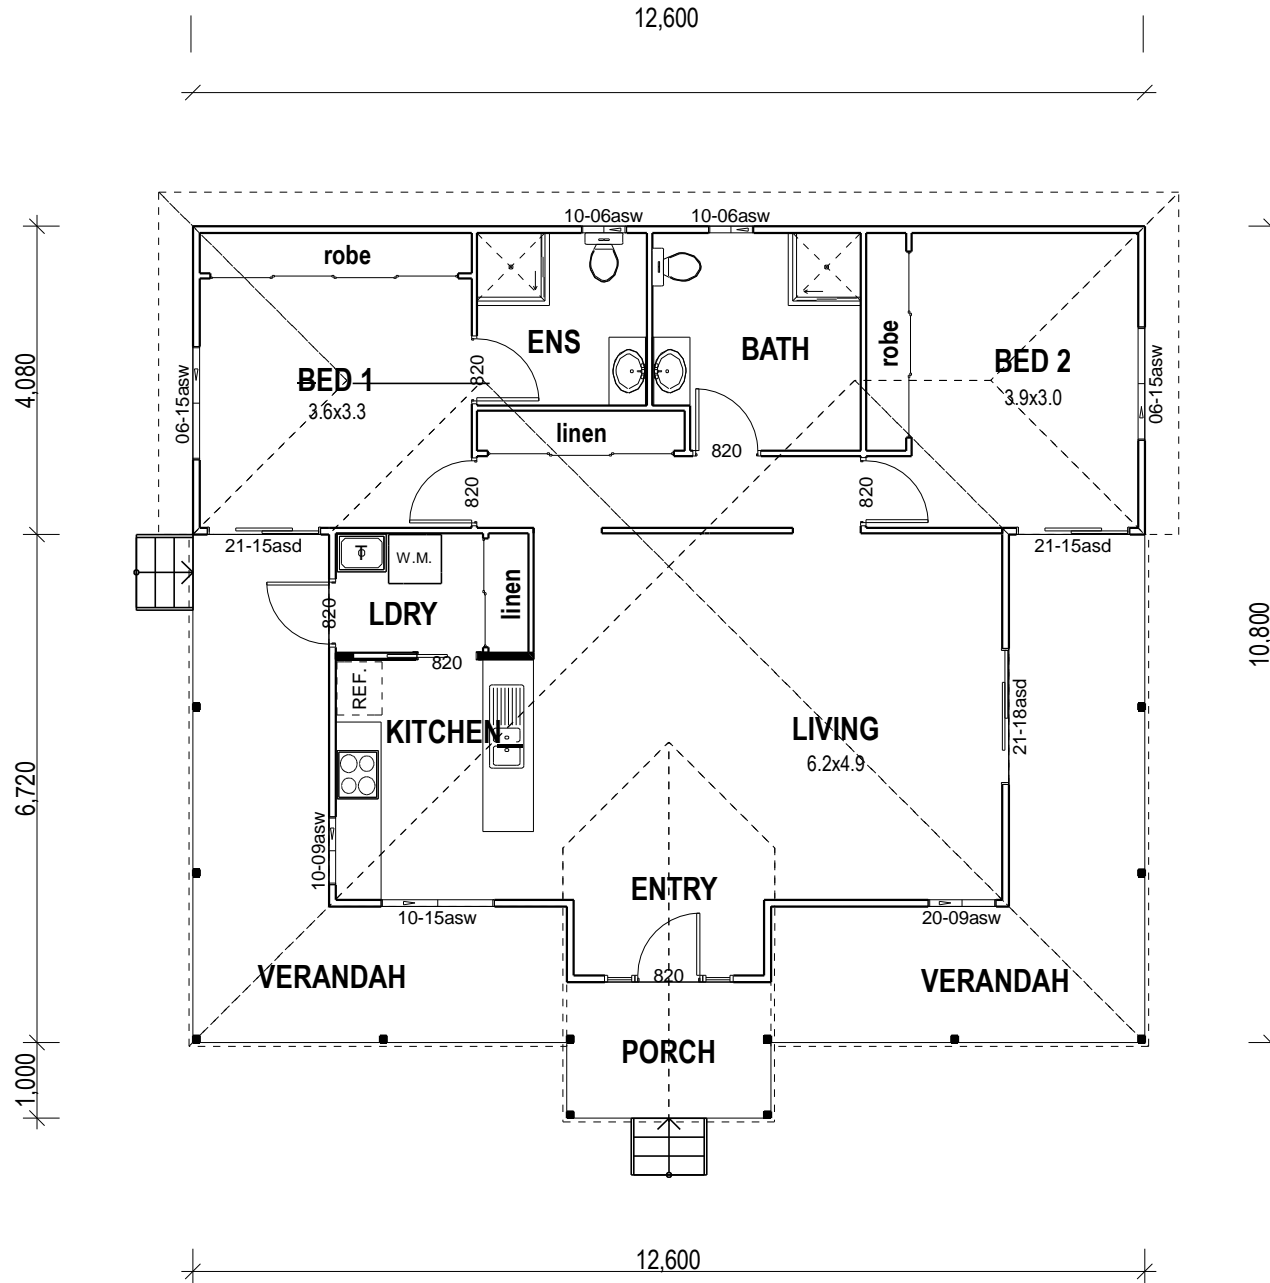 12,600
10-06asw
10-06asw
robe
ENS
BATH
robe
BED 1
3.6x3.3
BED 2
3.9x3.0
4,080
06-15asw
820
06-15asw
linen
820
820
820
21-15asd
21-15asd
W.M.
LDRY
linen
820
820
10,800
REF.
KITCHEN
LIVING
6.2x4.9
21-18asd
6,720
10-09asw
ENTRY
10-15asw
20-09asw
820
VERANDAH
VERANDAH
PORCH
1,000
12,600